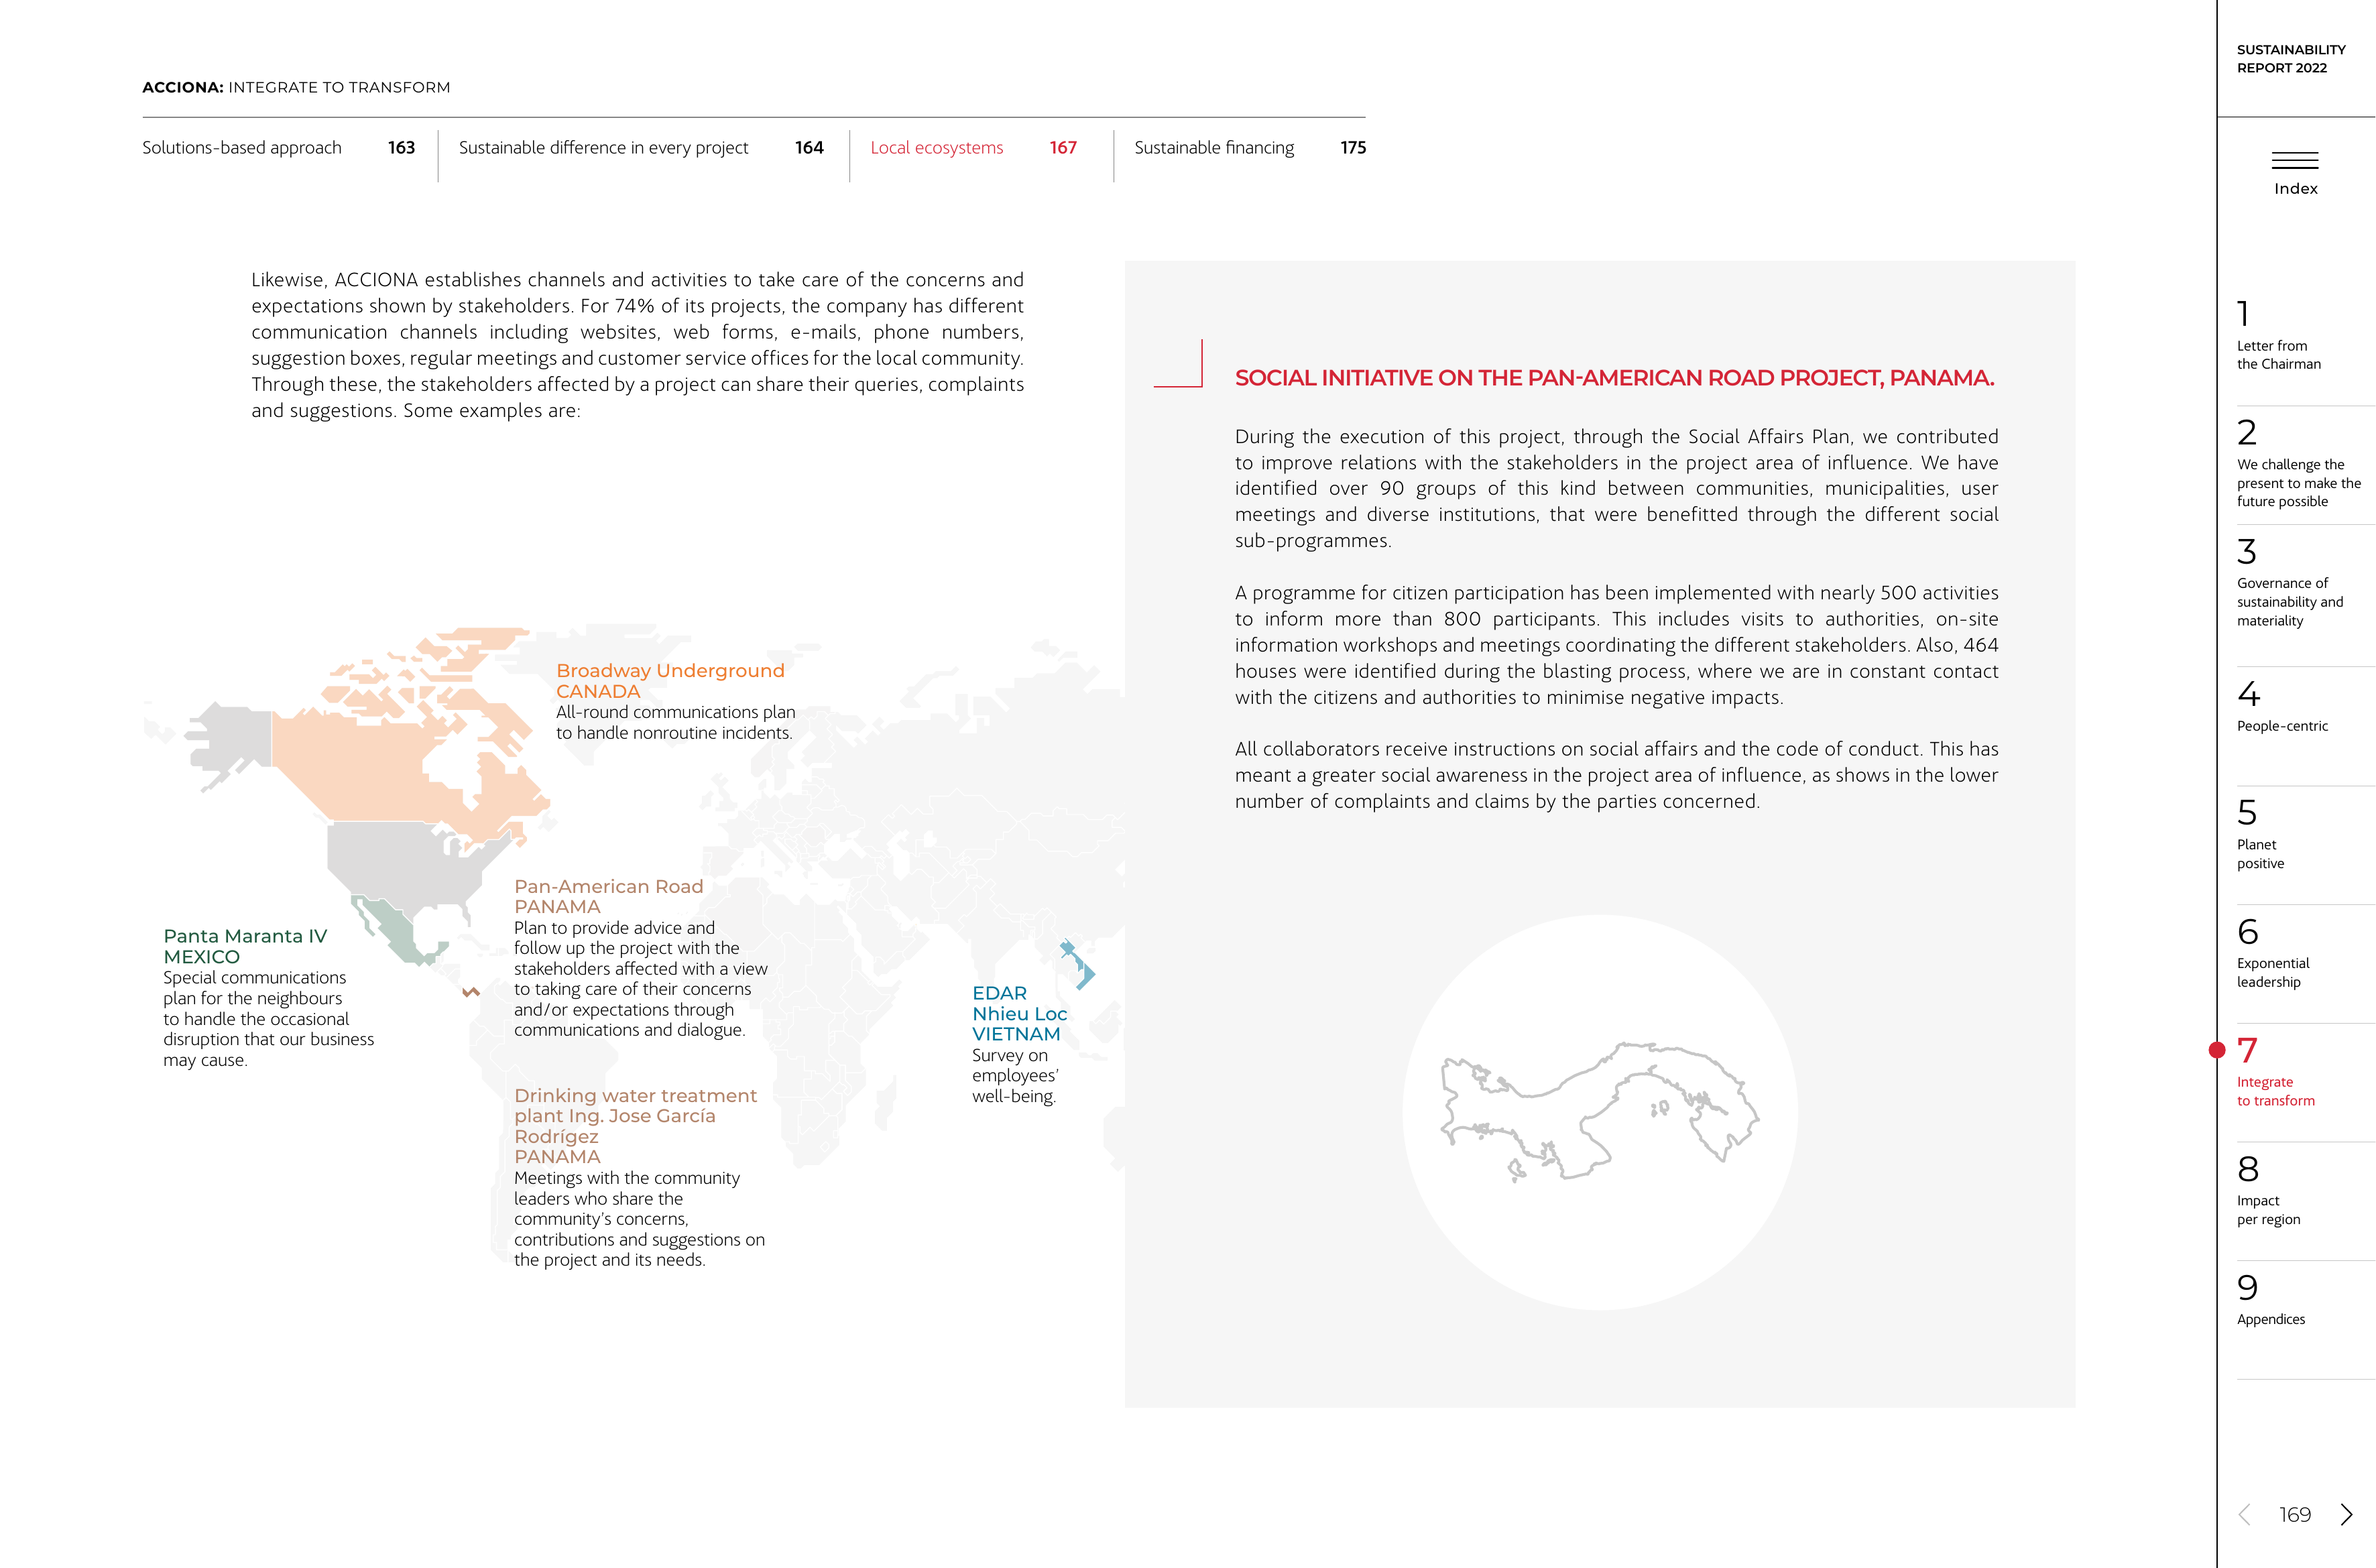 ACCIONA: INTEGRATE TO TRANSFORM
Solutions-based approach 163
Sustainable difference in every project 164
Local ecosystems 167
Sustainable financing 175
Likewise, ACCIONA establishes channels and activities to take care of the concerns and
expectations shown by stakeholders. For 74% of its projects, the company has different
communication channels including websites, web forms, e-mails, phone numbers,
suggestion boxes, regular meetings and customer service offices for the local community.
Through these, the stakeholders affected by a project can share their queries, complaints
and suggestions. Some examples are:
Broadway Underground
CANADA
All-round communications plan
to handle nonroutine incidents.
Panta Maranta IV
MEXICO
Special communications
plan for the neighbours
to handle the occasional
disruption that our business
may cause.
Pan-American Road
PANAMA
Plan to provide advice and
follow up the project with the
stakeholders affected with a view
to taking care of their concerns
and/or expectations through
communications and dialogue.
Drinking water treatment
plant Ing. Jose García
Rodrígez
PANAMA
Meetings with the community
leaders who share the
community's concerns,
contributions and suggestions on
the project and its needs.
EDAR
Nhieu Loc
VIETNAM
Survey on
employees'
well-being.
SOCIAL INITIATIVE ON THE PAN-AMERICAN ROAD PROJECT, PANAMA.
During the execution of this project, through the Social Affairs Plan, we contributed
to improve relations with the stakeholders in the project area of influence. We have
identified over 90 groups of this kind between communities, municipalities, user
meetings and diverse institutions, that were benefitted through the different social
sub-programmes.
A programme for citizen participation has been implemented with nearly 500 activities
to inform more than 800 participants. This includes visits to authorities, on-site
information workshops and meetings coordinating the different stakeholders. Also, 464
houses were identified during the blasting process, where we are in constant contact
with the citizens and authorities to minimise negative impacts.
All collaborators receive instructions on social affairs and the code of conduct. This has
meant a greater social awareness in the project area of influence, as shows in the lower
number of complaints and claims by the parties concerned.
SUSTAINABILITY
REPORT 2022
Index
1
Letter from
the Chairman
2
We challenge the
present to make the
future possible
3
Governance of
sustainability and
materiality
4
People-centric
5
Planet
positive
6
Exponential
leadership
7
Integrate
to transform
8
Impact
per region
9
Appendices
169